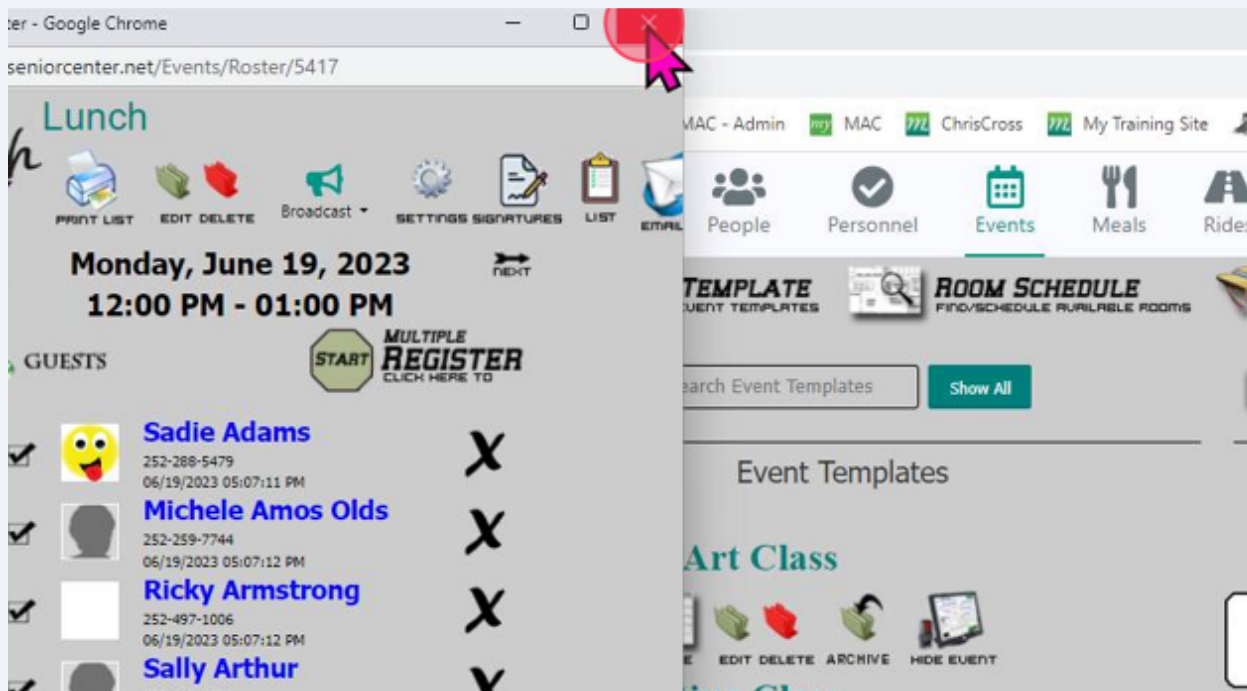 ter - Google Chrome
seniorcenter.net/Events/Roster/5417
Lunch
PRINT LIST
EDIT DELETE
Broadcast
SETTINGS SIGNATURES
LIST
EMAIL
Monday, June 19, 2023
12:00 PM - 01:00 PM
NEXT
GUESTS
START
MULTIPLE
REGISTER
CLICK HERE TO
Sadie Adams
252-288-5479
06/19/2023 05:07:11 PM
Michele Amos Olds
252-259-7744
06/19/2023 05:07:12 PM
Ricky Armstrong
252-497-1006
06/19/2023 05:07:12 PM
Sally Arthur
MAC - Admin
my MAC
ChrisCross
My Training Site
People
Personnel
Events
Meals
Rides
TEMPLATE
EVENT TEMPLATES
ROOM SCHEDULE
FIND/SCHEDULE AVAILABLE ROOMS
earch Event Templates
Show All
Event Templates
Art Class
EDIT DELETE ARCHIVE HIDE EVENT